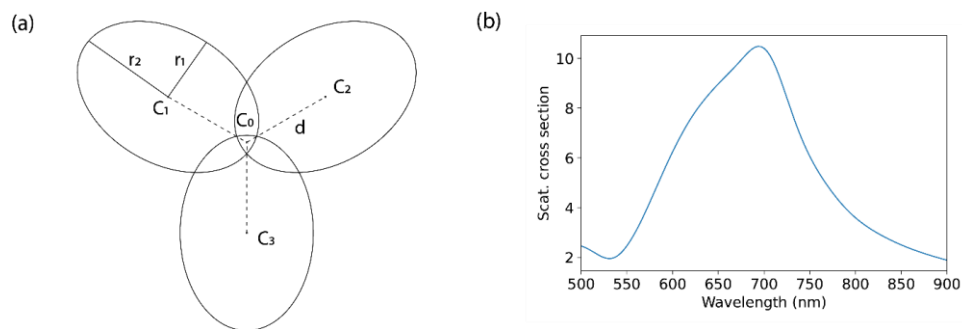 (a)
r₂
r₁
C₁
C₀
C₂
d
C₃
(b)
Scat. cross section
10
8
6
4
2
500 550 600 650 700 750 800 850 900
Wavelength (nm)